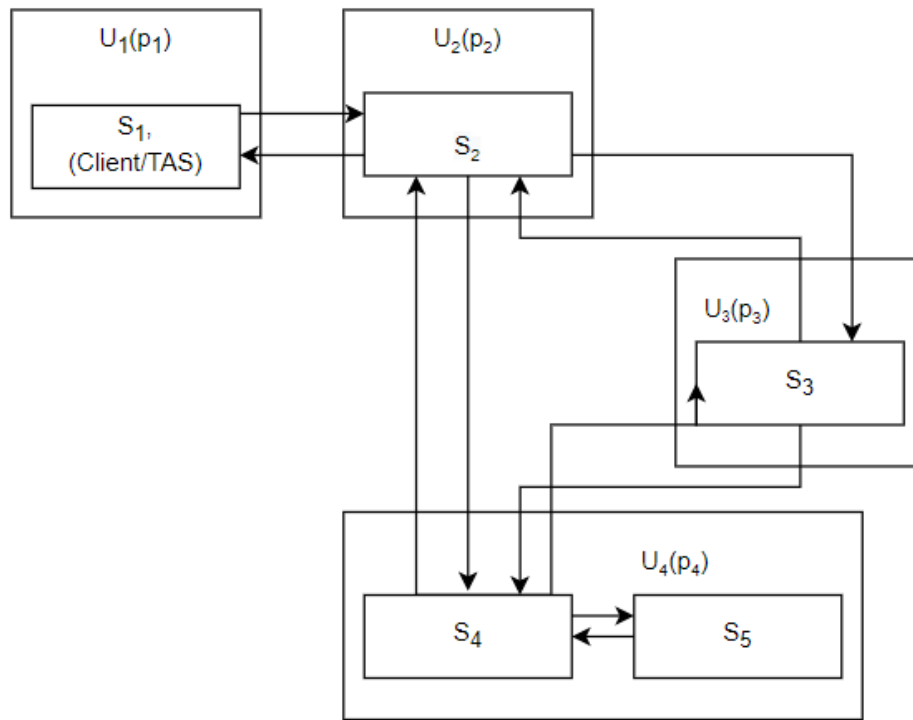 U₁(p₁)
U₂(p₂)
S₁,
(Client/TAS)
S₂
U₃(p₃)
S₃
U₄(p₄)
S₄
S₅